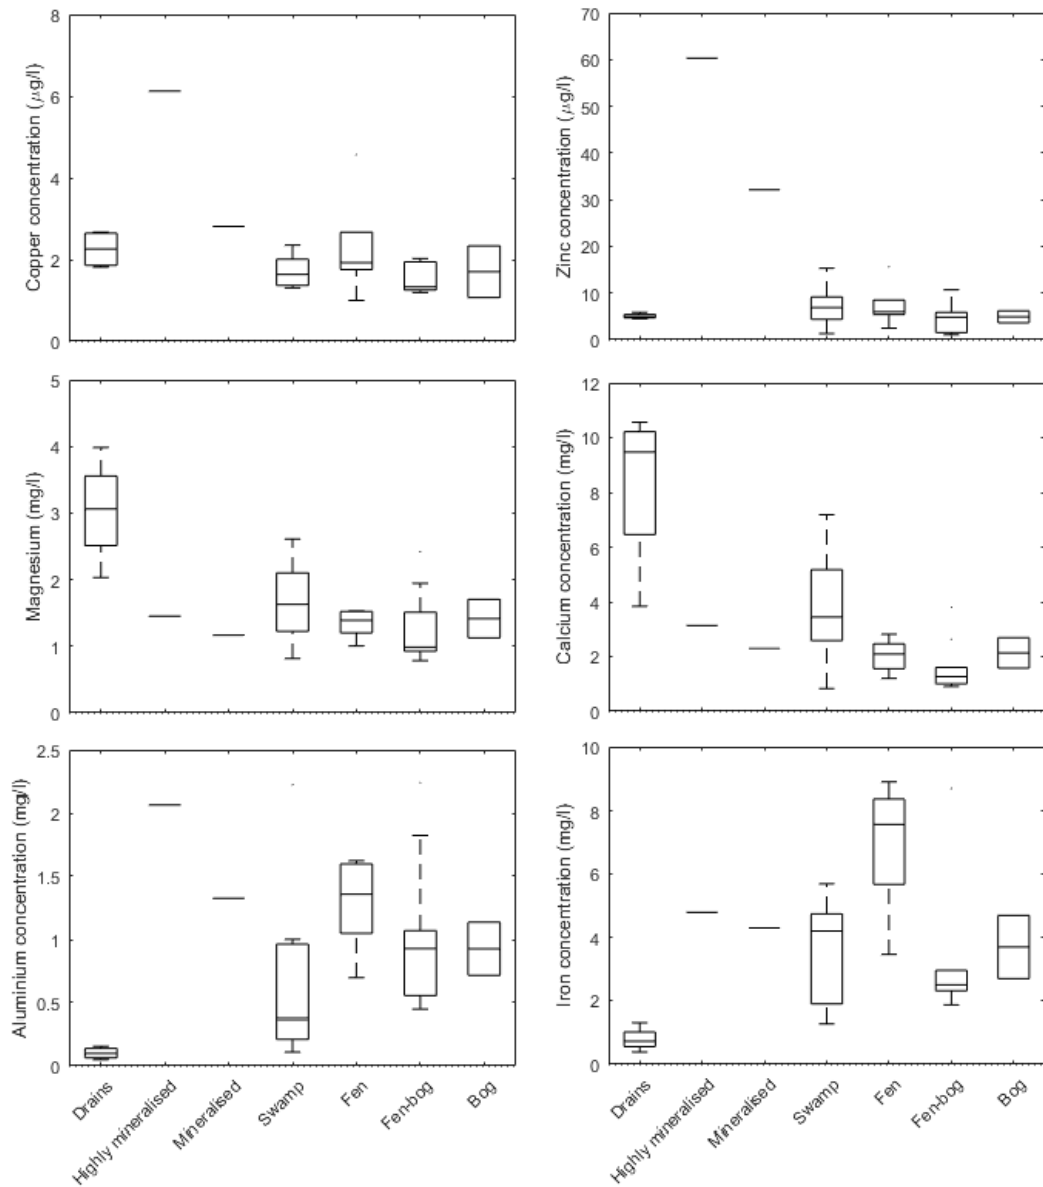 Copper concentration (μg/l)
8
6
4
2
0
Zinc concentration (μg/l)
70
60
50
40
30
20
10
0
Magnesium (mg/l)
5
4
3
2
1
0
Calcium concentration (mg/l)
12
10
8
6
4
2
0
Aluminium concentration (mg/l)
2.5
2
1.5
1
0.5
0
Iron concentration (mg/l)
10
8
6
4
2
0
Drains
Highly mineralised
Mineralised
Swamp
Fen
Fen-bog
Bog
Drains
Highly mineralised
Mineralised
Swamp
Fen
Fen-bog
Bog